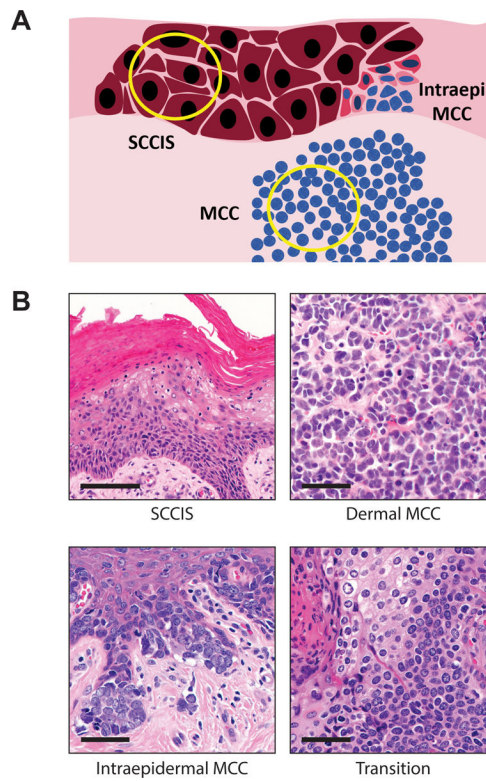 A
Intraepi
MCC
SCCIS
MCC
B
SCCIS
Dermal MCC
Intraepidermal MCC
Transition